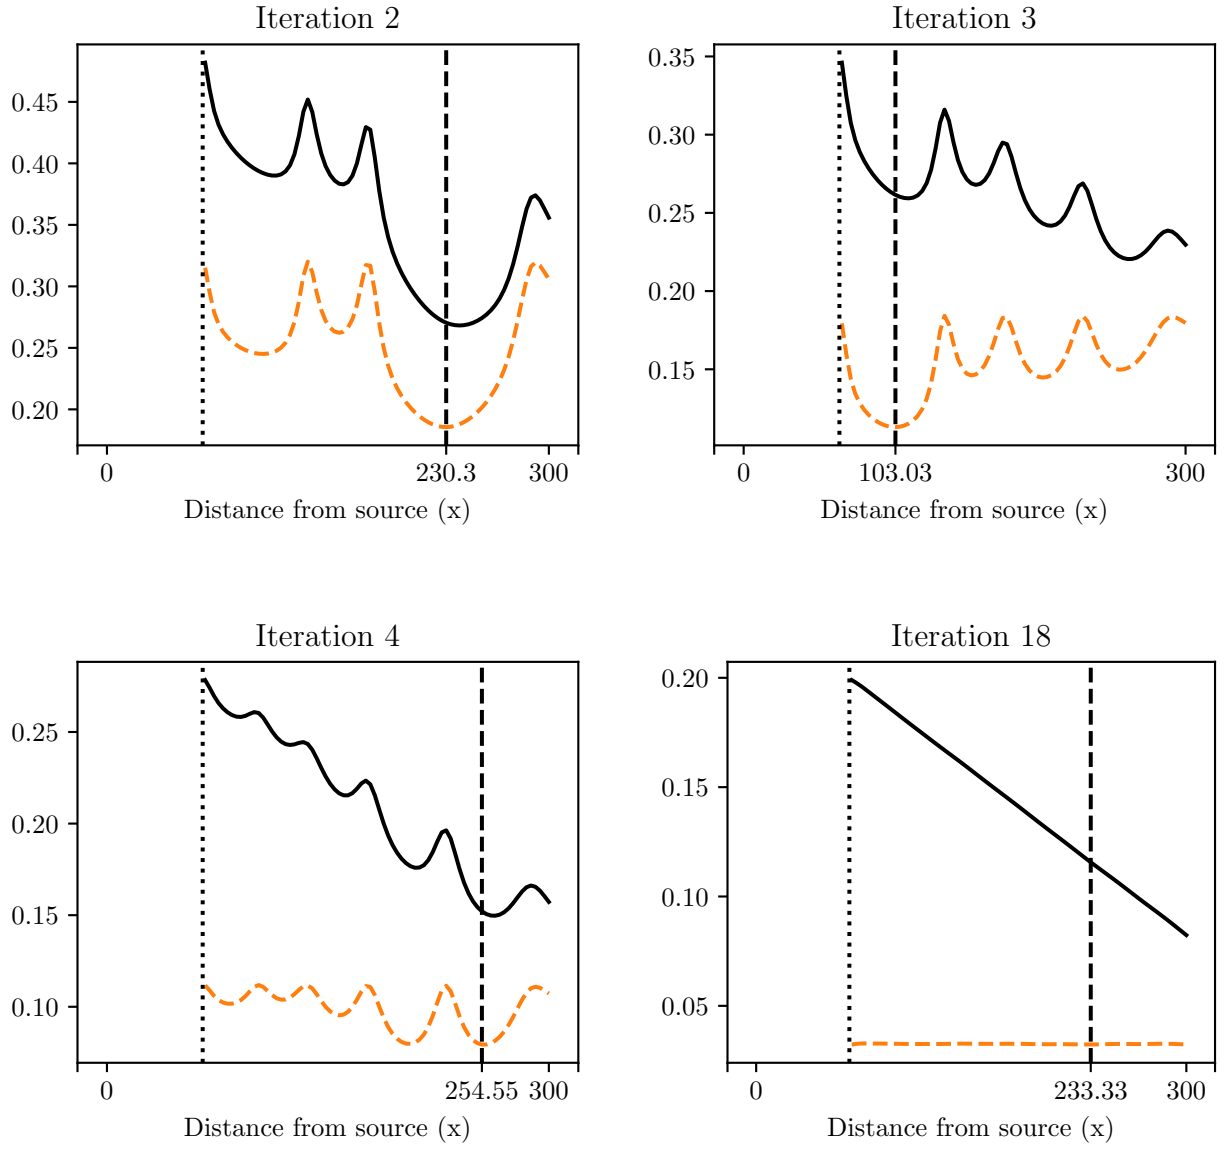 Iteration 2
0.45
0.40
0.35
0.30
0.25
0.20
0 230.3 300
Distance from source (x)
Iteration 3
0.35
0.30
0.25
0.20
0.15
0 103.03 300
Distance from source (x)
Iteration 4
0.25
0.20
0.15
0.10
0 254.55 300
Distance from source (x)
Iteration 18
0.20
0.15
0.10
0.05
0 233.33 300
Distance from source (x)